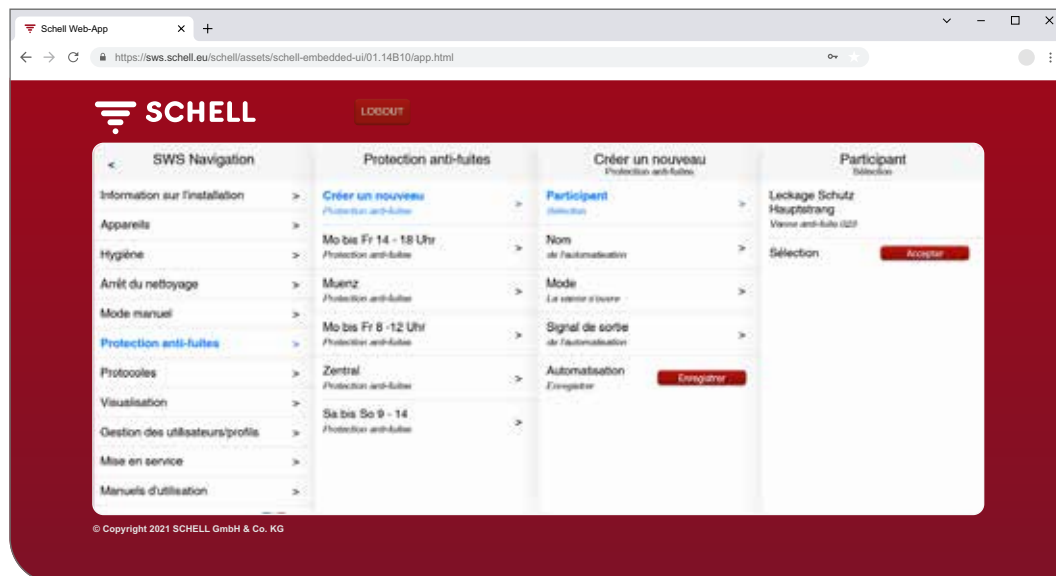 Schell Web-App
https://sws.schell.eu/schell/assets/schell-embedded-ui/01.14B10/app.html
SCHELL
LOGOUT
< SWS Navigation
Information sur l'installation >
Appareils >
Hygiène >
Arrêt du nettoyage >
Mode manuel >
Protection anti-fuites >
Protocoles >
Visualisation >
Gestion des utilisateurs/profils >
Mise en service >
Manuels d'utilisation >
Protection anti-fuites
Créer un nouveau >
Protection anti-fuites
Mo bis Fr 14 - 18 Uhr >
Protection anti-fuites
Muenz >
Protection anti-fuites
Mo bis Fr 8 -12 Uhr >
Protection anti-fuites
Zentral >
Protection anti-fuites
Sa bis So 9 - 14 >
Protection anti-fuites
Créer un nouveau
Protection anti-fuites
Participant >
Sélection
Nom >
de l'automatisation
Mode >
La vanne s'ouvre
Signal de sortie >
de l'automatisation
Automatisation Enregistrer
Enregistrer
Participant
Sélection
Leckage Schutz
Hauptstrang
Vanne anti-fuite
Sélection Accepter
© Copyright 2021 SCHELL GmbH & Co. KG